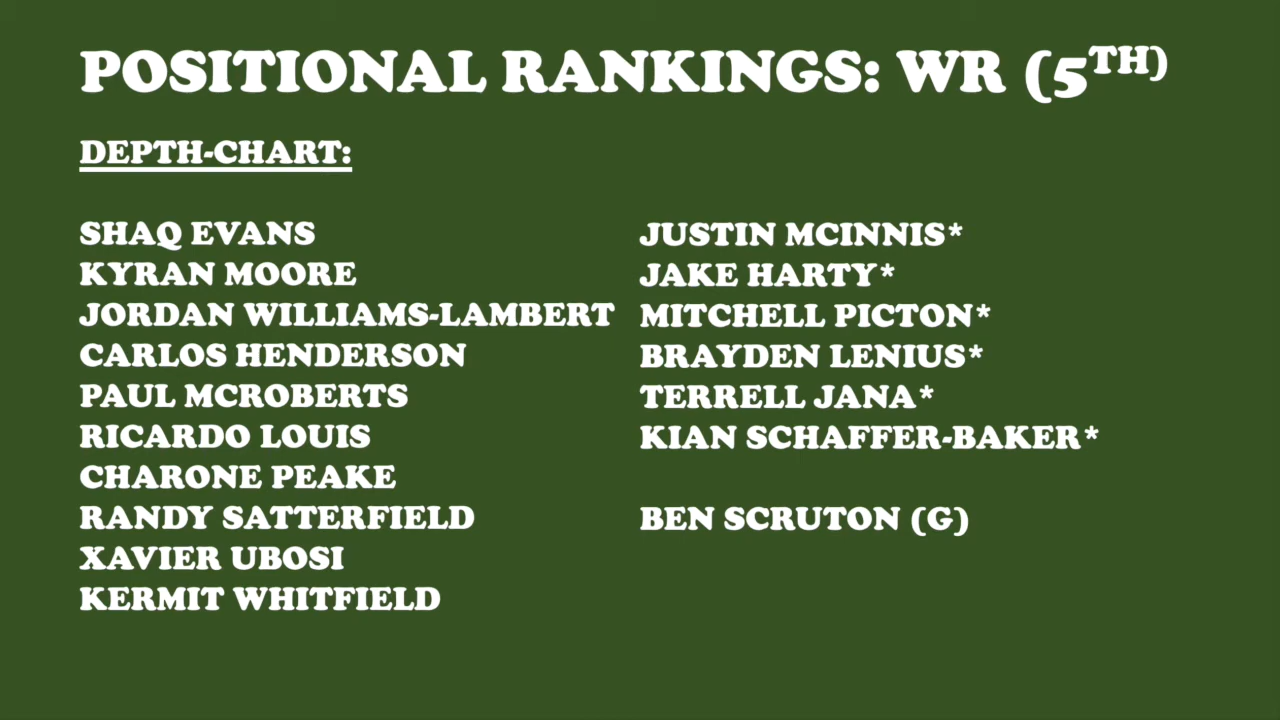 POSITIONAL RANKINGS: WR (5TH)
DEPTH-CHART:
SHAQ EVANS
KYRAN MOORE
JORDAN WILLIAMS-LAMBERT
CARLOS HENDERSON
PAUL MCROBERTS
RICARDO LOUIS
CHARONE PEAKE
RANDY SATTERFIELD
XAVIER UBOSI
KERMIT WHITFIELD
JUSTIN MCINNIS*
JAKE HARTY*
MITCHELL PICTON*
BRAYDEN LENIUS*
TERRELL JANA*
KIAN SCHAFFER-BAKER*
BEN SCRUTON (G)